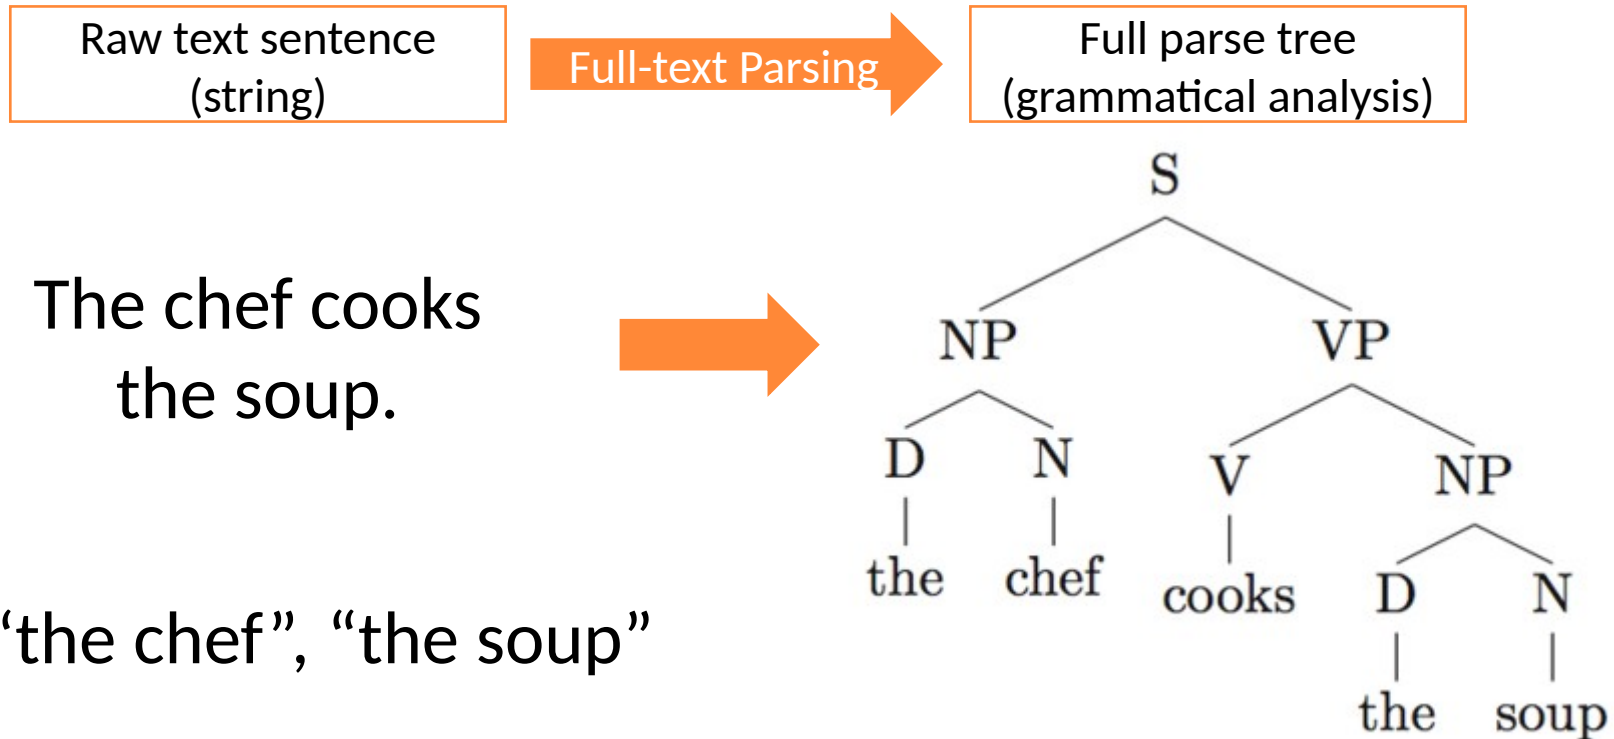 Raw text sentence
(string)
Full-text Parsing
Full parse tree
(grammatical analysis)
The chef cooks
the soup.
‘the chef”, “the soup”
S
NP VP
D N V NP
the chef cooks D N
the soup